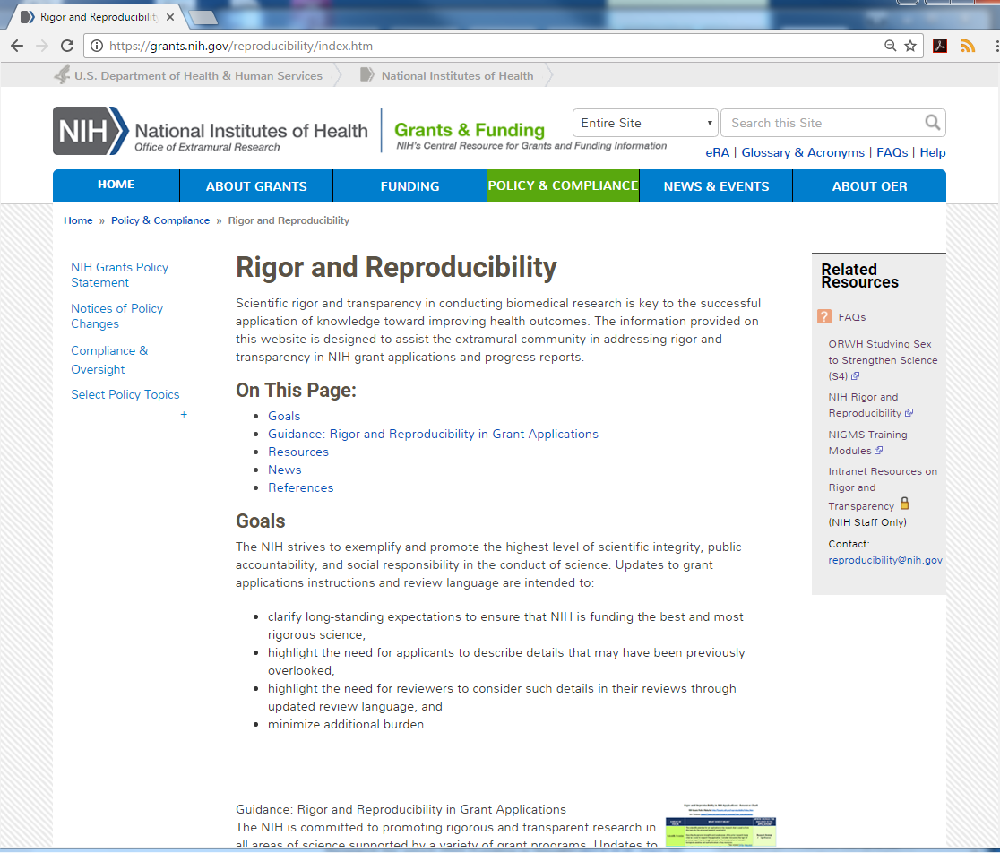 Rigor and Reproducibility
https://grants.nih.gov/reproducibility/index.htm
U.S. Department of Health & Human Services
National Institutes of Health
NIH
National Institutes of Health
Office of Extramural Research
Grants & Funding
NIH's Central Resource for Grants and Funding Information
Entire Site
Search this Site
eRA | Glossary & Acronyms | FAQs | Help
HOME
ABOUT GRANTS
FUNDING
POLICY & COMPLIANCE
NEWS & EVENTS
ABOUT OER
Home » Policy & Compliance » Rigor and Reproducibility
NIH Grants Policy
Statement
Notices of Policy
Changes
Compliance &
Oversight
Select Policy Topics
+
Rigor and Reproducibility
Scientific rigor and transparency in conducting biomedical research is key to the successful
application of knowledge toward improving health outcomes. The information provided on
this website is designed to assist the extramural community in addressing rigor and
transparency in NIH grant applications and progress reports.
On This Page:
• Goals
• Guidance: Rigor and Reproducibility in Grant Applications
• Resources
• News
• References
Goals
The NIH strives to exemplify and promote the highest level of scientific integrity, public
accountability, and social responsibility in the conduct of science. Updates to grant
applications instructions and review language are intended to:
• clarify long-standing expectations to ensure that NIH is funding the best and most
rigorous science,
• highlight the need for applicants to describe details that may have been previously
overlooked,
• highlight the need for reviewers to consider such details in their reviews through
updated review language, and
• minimize additional burden.
Guidance: Rigor and Reproducibility in Grant Applications
The NIH is committed to promoting rigorous and transparent research in
all areas of science supported by a variety of grant programs. Updates to
Related
Resources
? FAQs
ORWH Studying Sex
to Strengthen Science
(S4)
NIH Rigor and
Reproducibility
NIGMS Training
Modules
Intranet Resources on
Rigor and
Transparency
(NIH Staff Only)
Contact:
reproducibility@nih.gov